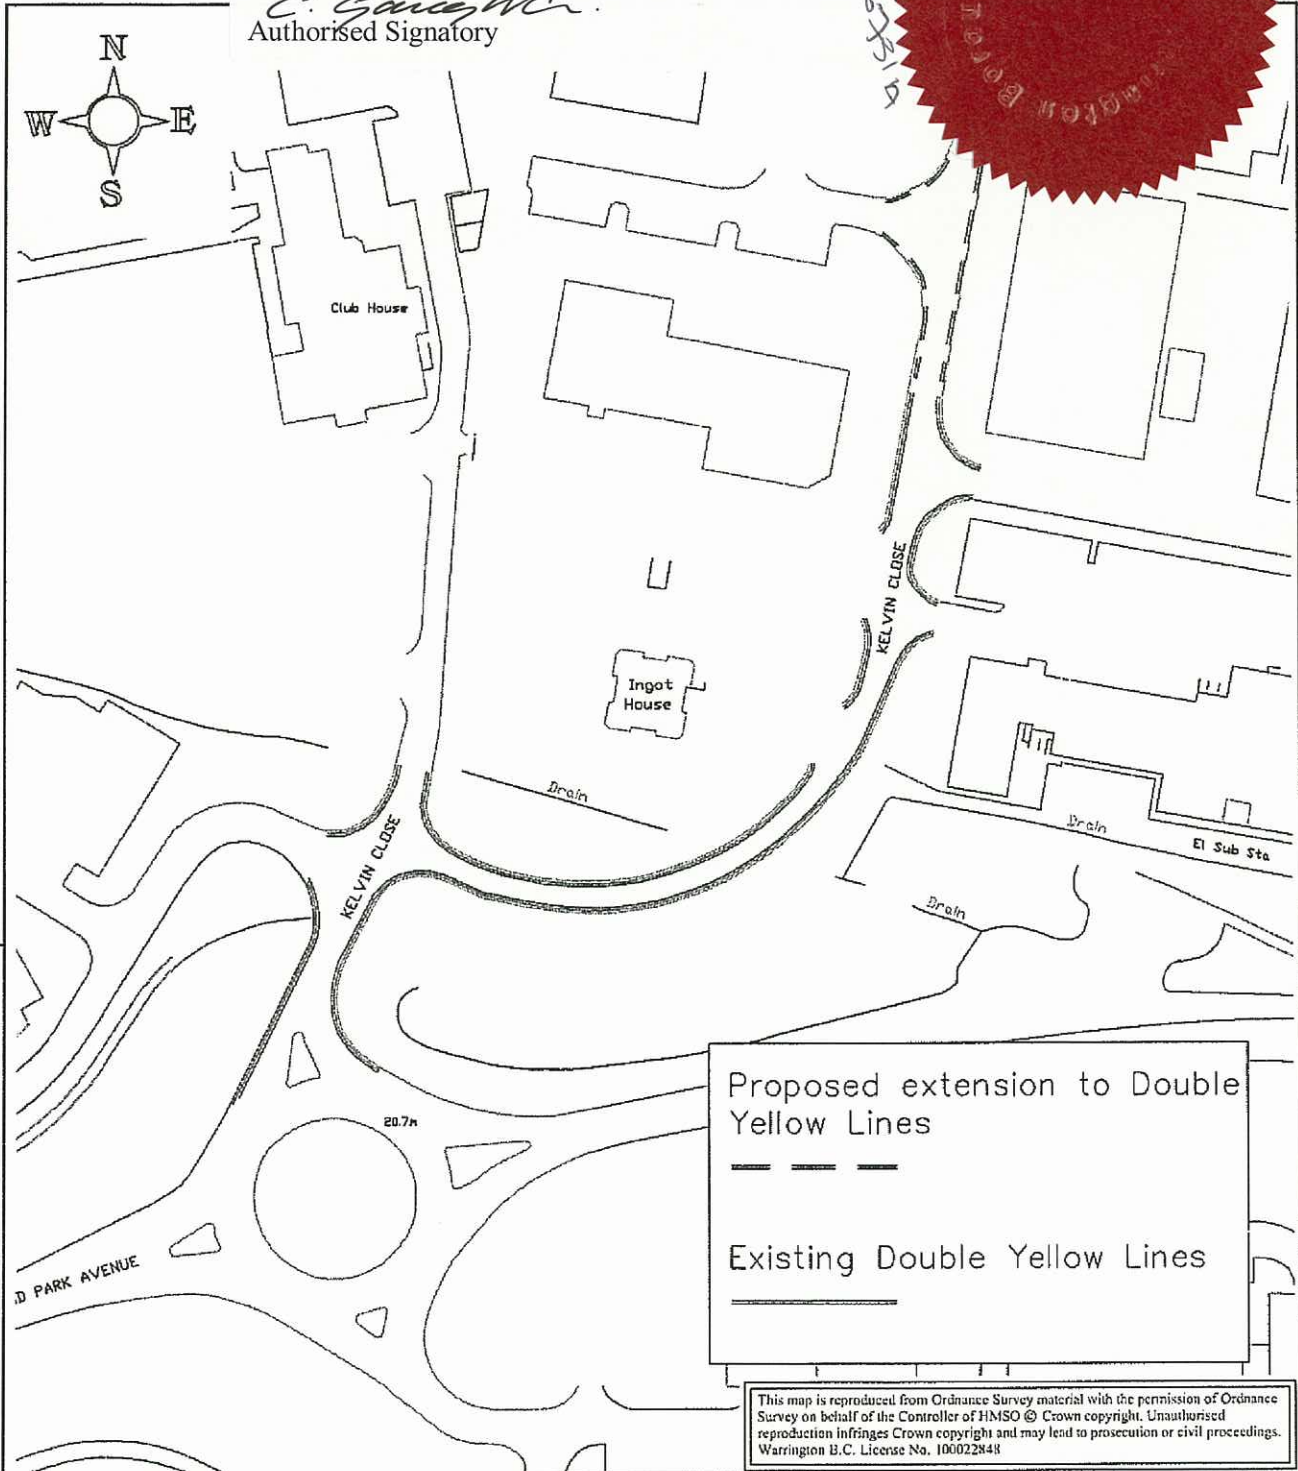 Authorised Signatory
N
W E
S
Club House
KELVIN CLOSE
Ingot
House
Drain
KELVIN CLOSE
Drain
El Sub Sta
Drain
20.7m
PARK AVENUE
Proposed extension to Double
Yellow Lines
Existing Double Yellow Lines
This map is reproduced from Ordnance Survey material with the permission of Ordnance
Survey on behalf of the Controller of HMSO © Crown copyright. Unauthorised
reproduction infringes Crown copyright and may lead to prosecution or civil proceedings.
Warrington B.C. License No. 100022848